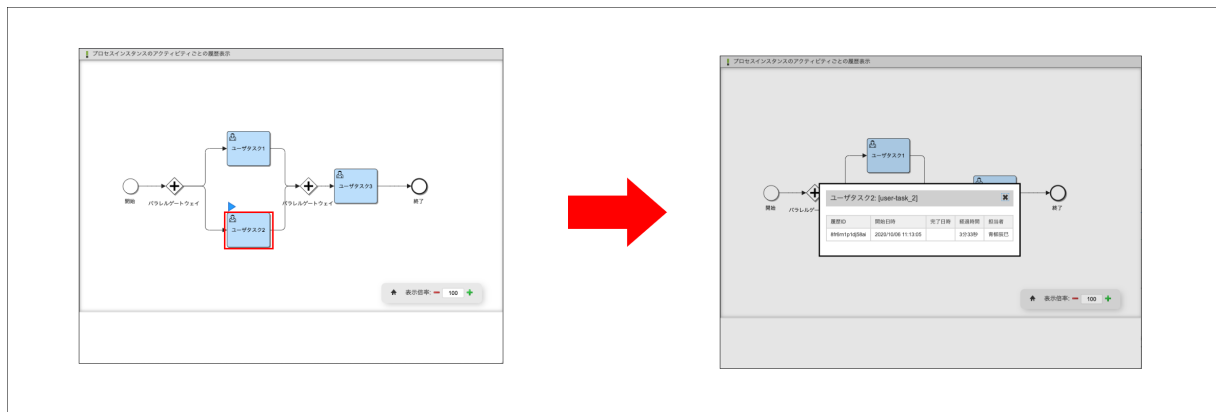 プロセスインスタンスのアクティビティごとの履歴表示
ユーザタスク1
開始
パラレルゲートウェイ
パラレルゲートウェイ
ユーザタスク3
終了
ユーザタスク2
表示倍率:
100
プロセスインスタンスのアクティビティごとの履歴表示
ユーザタスク1
開始
パラレルゲー
終了
ユーザタスク2: [user-task_2]
履歴ID 開始日時 完了日時 経過時間 担当者
2020/10/06 11:13:05 3分33秒 青柳辰巳
表示倍率:
100